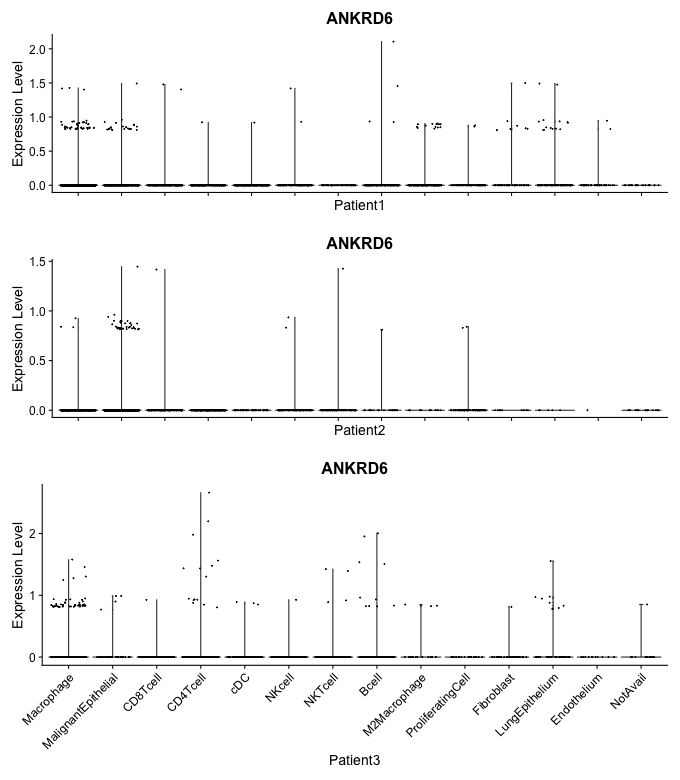 ANKRD6
Expression Level
2.0
1.5
1.0
0.5
0.0
Patient1
ANKRD6
Expression Level
1.5
1.0
0.5
0.0
Patient2
ANKRD6
Expression Level
2
1
0
Macrophage
MalignantEpithelial
CD8Tcell
CD4Tcell
cDC
NKcell
NKTcell
Bcell
M2Macrophage
ProliferatingCell
Fibroblast
LungEpithelium
Endothelium
NotAvail
Patient3